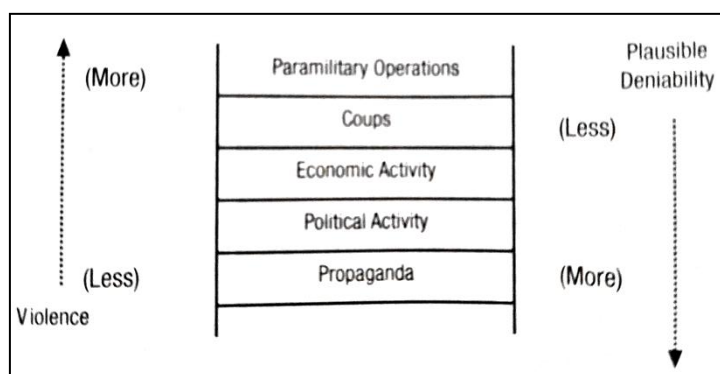 Plausible
Deniability
(More)
Paramilitary Operations
Coups
(Less)
Economic Activity
Political Activity
(Less)
Propaganda
(More)
Violence